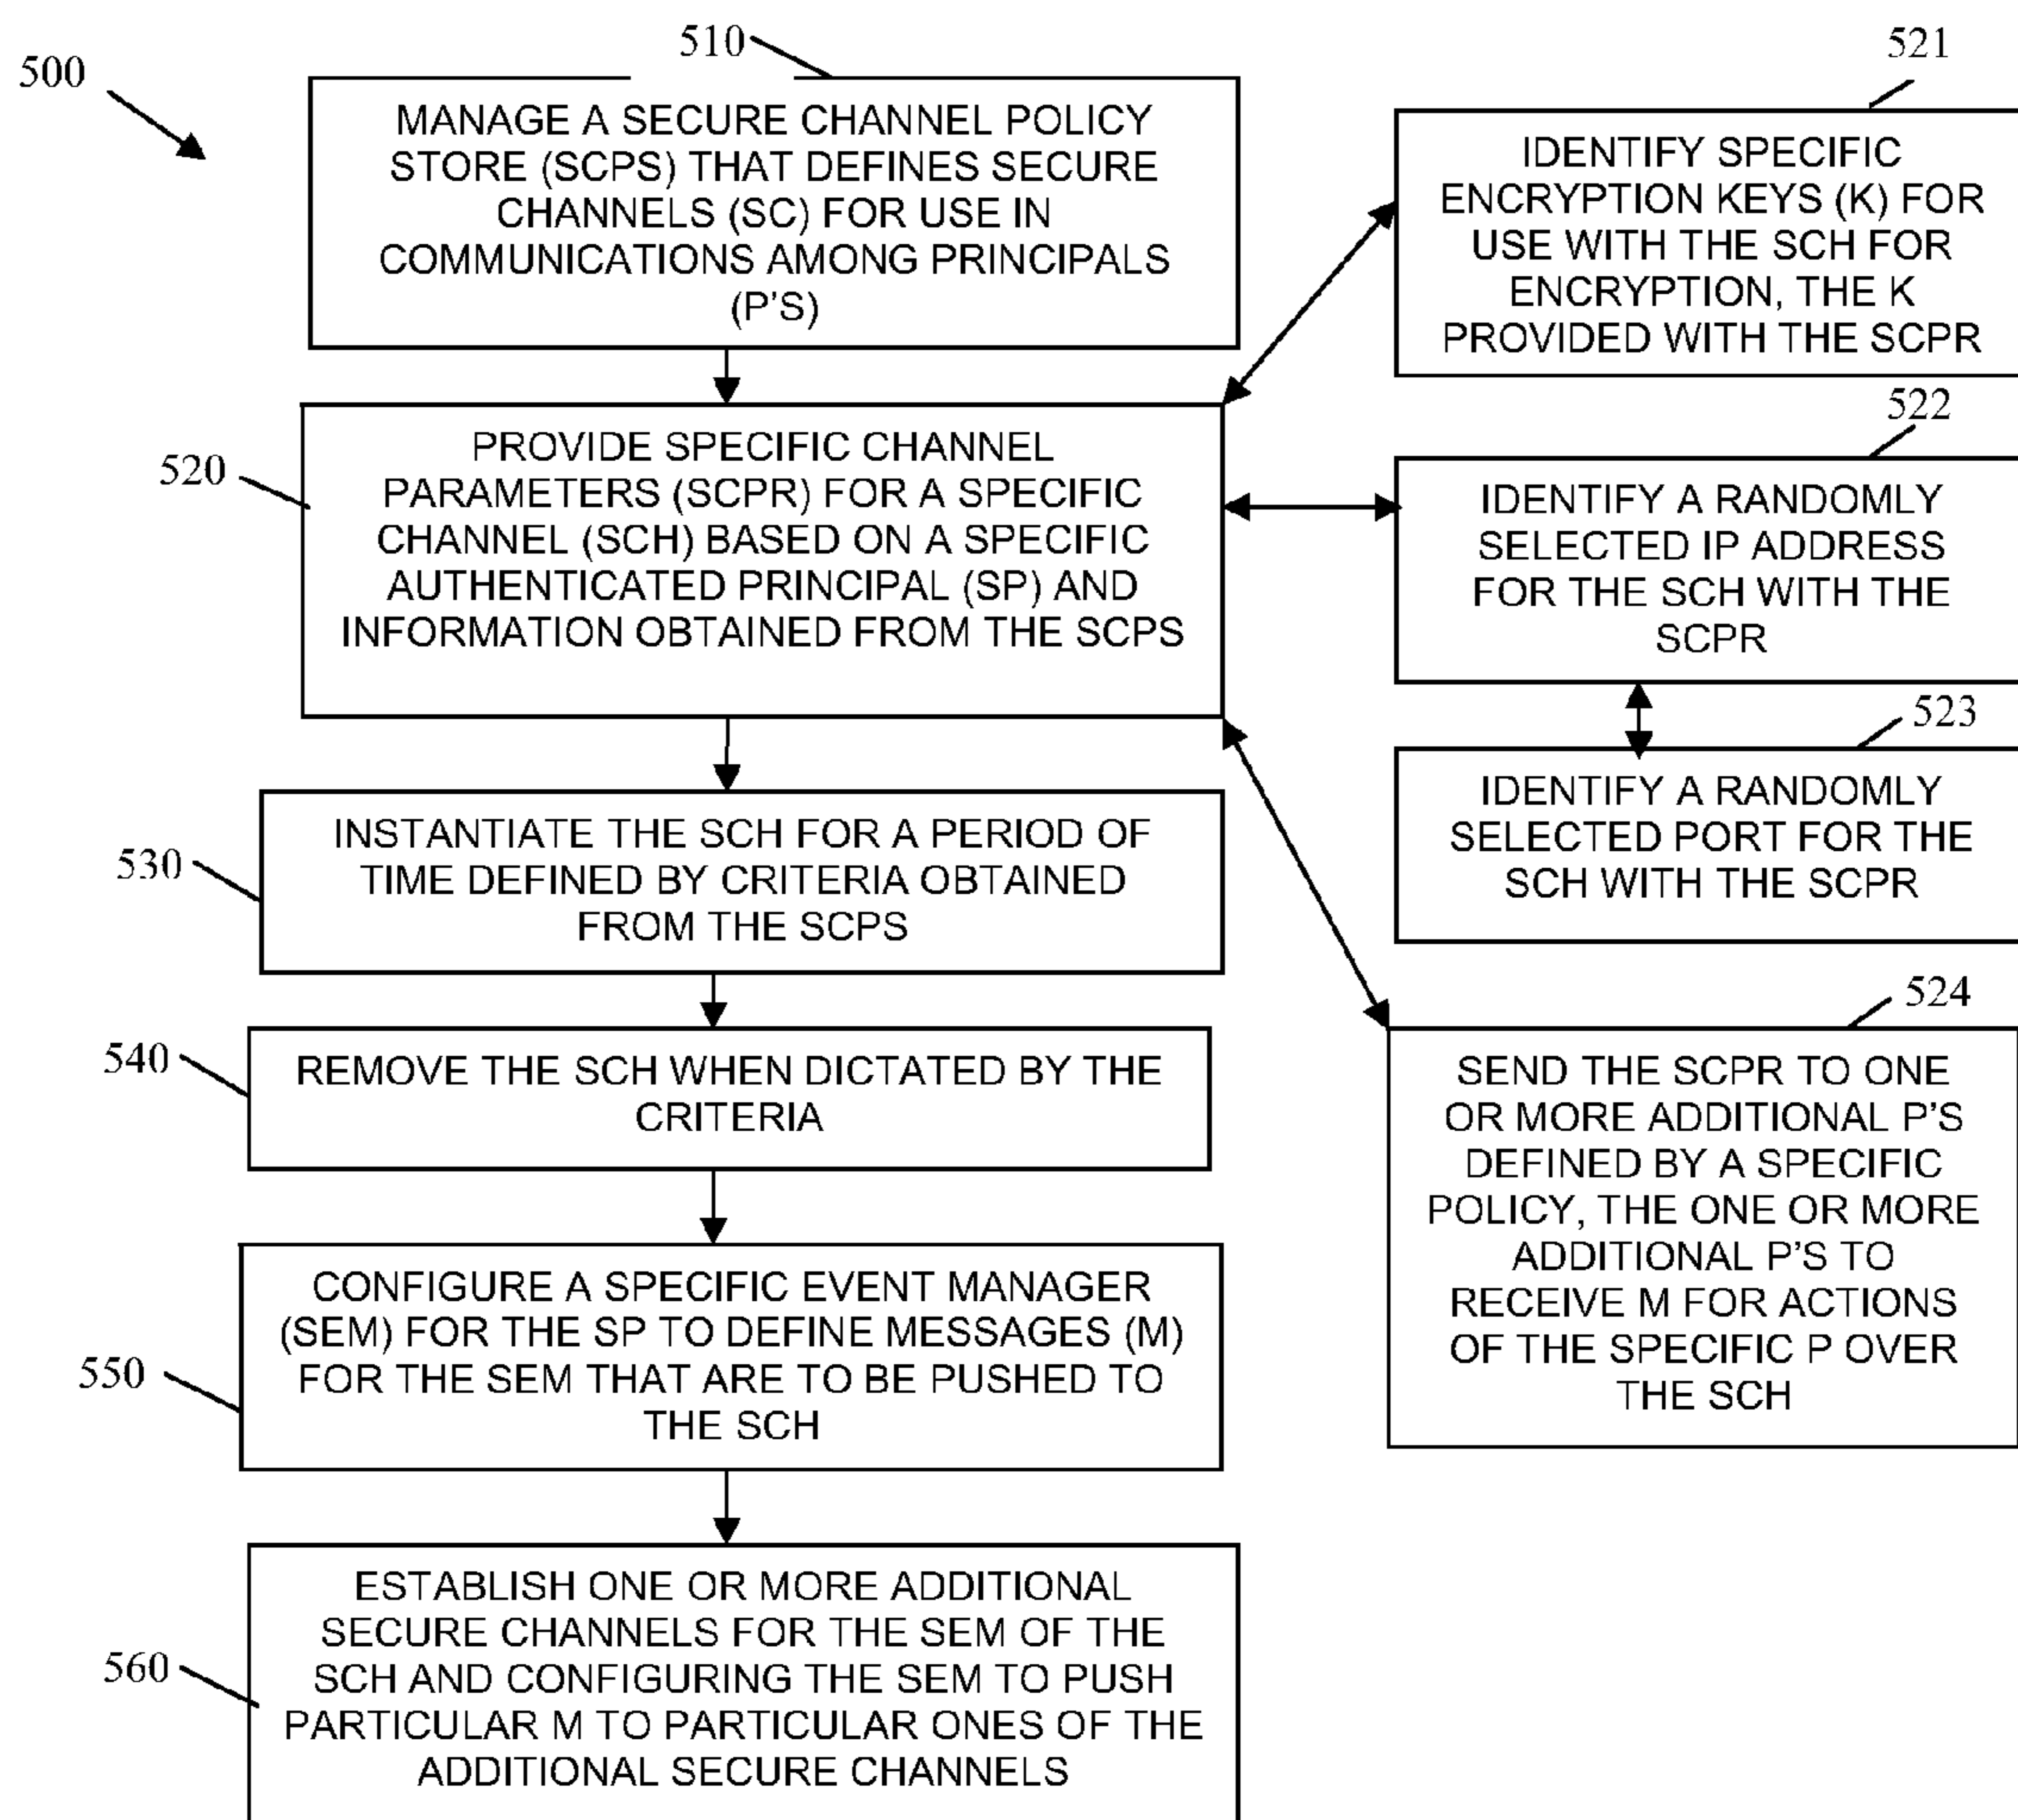 500
510
MANAGE A SECURE CHANNEL POLICY
STORE (SCPS) THAT DEFINES SECURE
CHANNELS (SC) FOR USE IN
COMMUNICATIONS AMONG PRINCIPALS
(P'S)
520
PROVIDE SPECIFIC CHANNEL
PARAMETERS (SCPR) FOR A SPECIFIC
CHANNEL (SCH) BASED ON A SPECIFIC
AUTHENTICATED PRINCIPAL (SP) AND
INFORMATION OBTAINED FROM THE SCPS
521
IDENTIFY SPECIFIC
ENCRYPTION KEYS (K) FOR
USE WITH THE SCH FOR
ENCRYPTION, THE K
PROVIDED WITH THE SCPR
522
IDENTIFY A RANDOMLY
SELECTED IP ADDRESS
FOR THE SCH WITH THE
SCPR
523
IDENTIFY A RANDOMLY
SELECTED PORT FOR THE
SCH WITH THE SCPR
524
SEND THE SCPR TO ONE
OR MORE ADDITIONAL P'S
DEFINED BY A SPECIFIC
POLICY, THE ONE OR MORE
ADDITIONAL P'S TO
RECEIVE M FOR ACTIONS
OF THE SPECIFIC P OVER
THE SCH
530
INSTANTIATE THE SCH FOR A PERIOD OF
TIME DEFINED BY CRITERIA OBTAINED
FROM THE SCPS
540
REMOVE THE SCH WHEN DICTATED BY THE
CRITERIA
550
CONFIGURE A SPECIFIC EVENT MANAGER
(SEM) FOR THE SP TO DEFINE MESSAGES (M)
FOR THE SEM THAT ARE TO BE PUSHED TO
THE SCH
560
ESTABLISH ONE OR MORE ADDITIONAL
SECURE CHANNELS FOR THE SEM OF THE
SCH AND CONFIGURING THE SEM TO PUSH
PARTICULAR M TO PARTICULAR ONES OF THE
ADDITIONAL SECURE CHANNELS